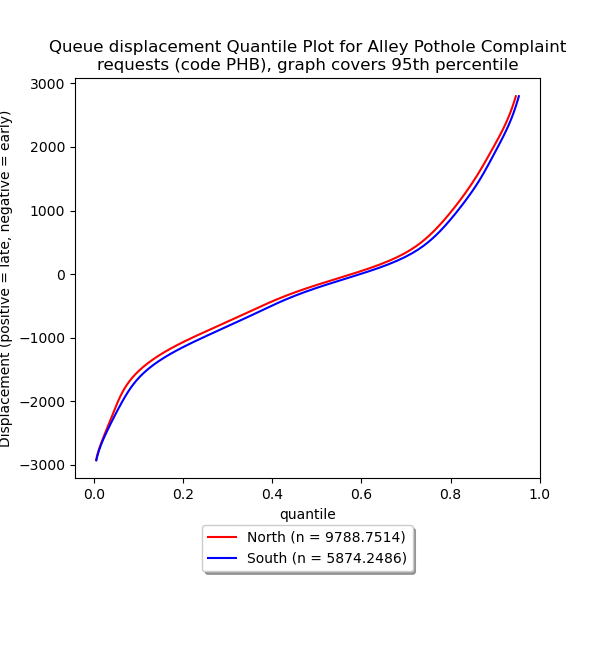 Queue displacement Quantile Plot for Alley Pothole Complaint
requests (code PHB), graph covers 95th percentile
Displacement (positive = late, negative = early)
3000
2000
1000
0
−1000
−2000
−3000
0.0 0.2 0.4 0.6 0.8 1.0
quantile
North (n = 9788.7514)
South (n = 5874.2486)